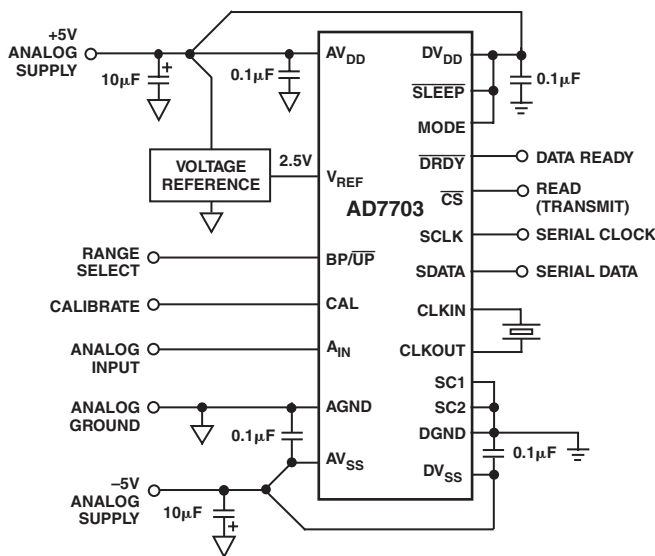 +5V
ANALOG
SUPPLY
10µF
+
0.1µF
AVDD
DVDD
0.1µF
SLEEP
MODE
VOLTAGE
REFERENCE
2.5V
VREF
DRDY
DATA READY
CS
READ
(TRANSMIT)
AD7703
SCLK
SERIAL CLOCK
RANGE
SELECT
BP/UP
SDATA
SERIAL DATA
CALIBRATE
CAL
CLKIN
ANALOG
INPUT
AIN
CLKOUT
SC1
ANALOG
GROUND
AGND
SC2
DGND
0.1µF
0.1µF
AVSS
DVSS
–5V
ANALOG
SUPPLY
10µF
+